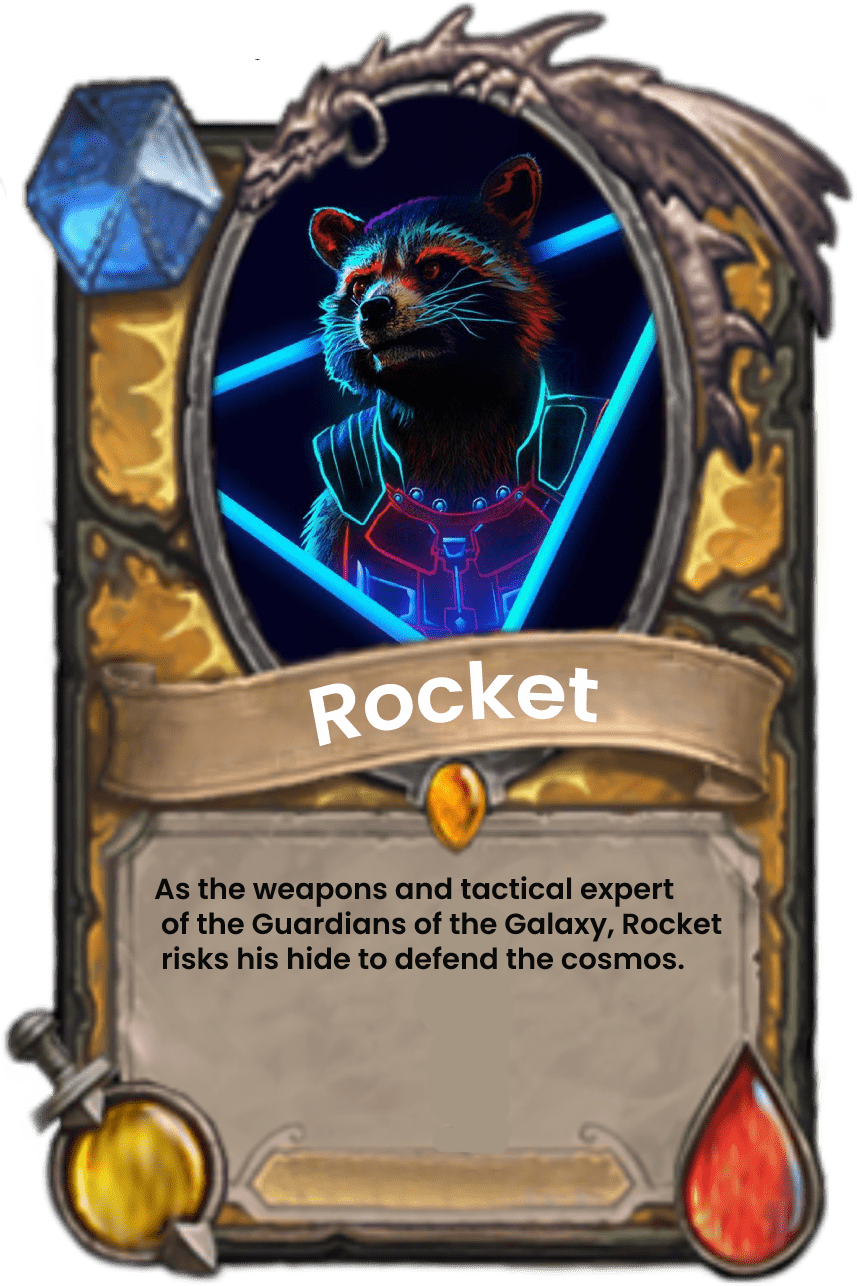 Rocket
As the weapons and tactical expert
of the Guardians of the Galaxy, Rocket
risks his hide to defend the cosmos.